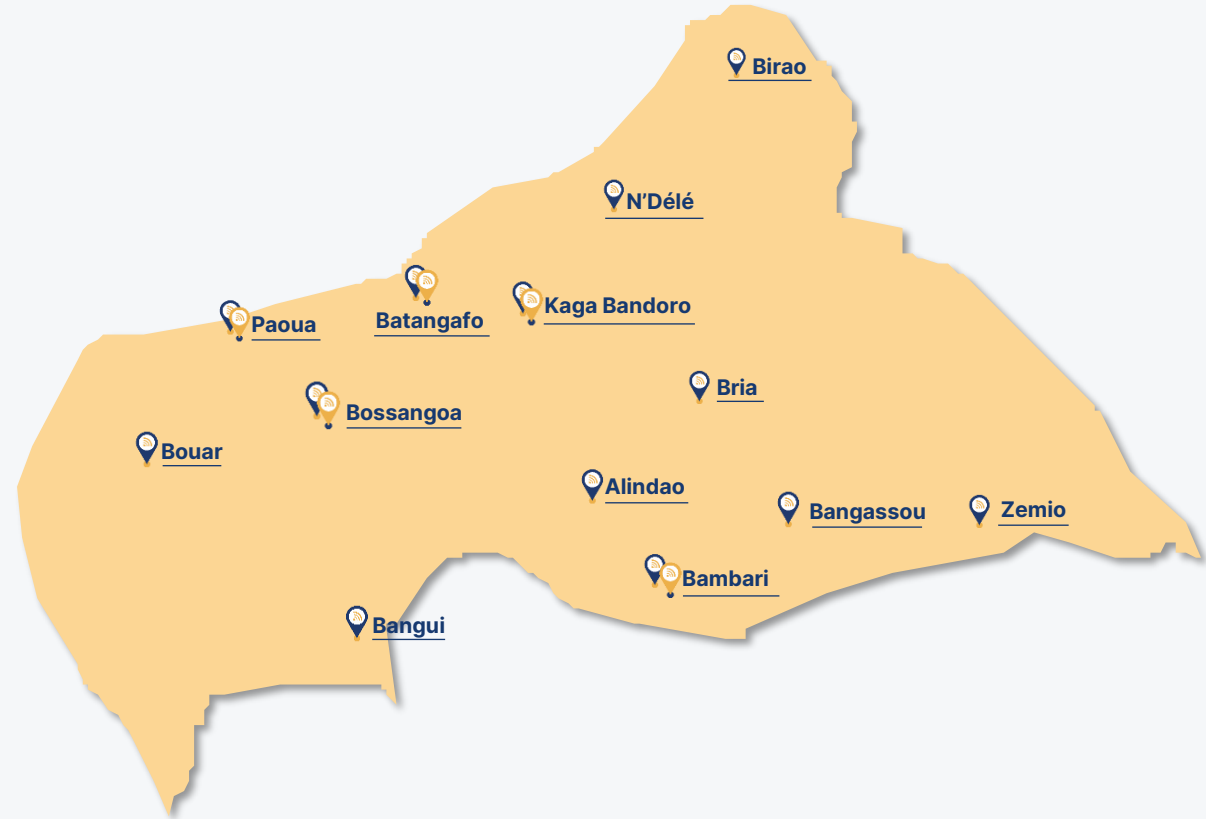 Birao
N'Délé
Kaga Bandoro
Batangafo
Paoua
Bria
Bossangoa
Bouar
Alindao
Bangassou
Zemio
Bambari
Bangui